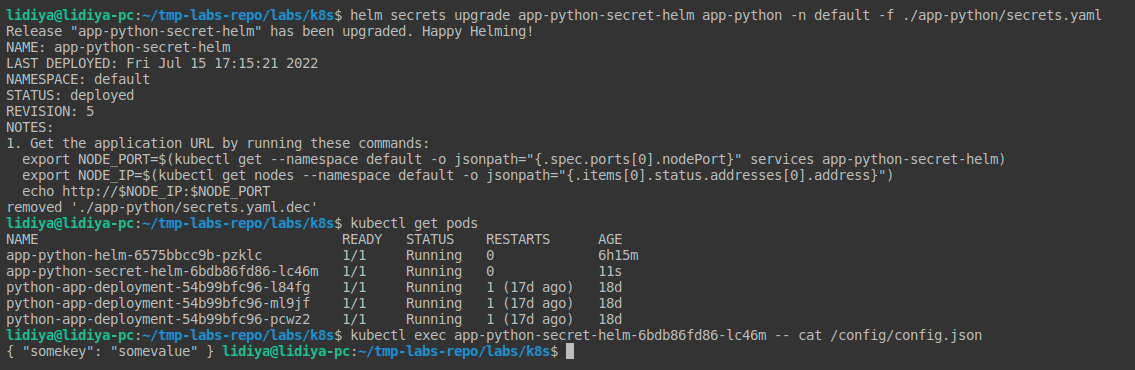 lidiya@lidiya-pc:~/tmp-labs-repo/labs/k8s$ helm secrets upgrade app-python-secret-helm app-python -n default -f ./app-python/secrets.yaml
Release "app-python-secret-helm" has been upgraded. Happy Helming!
NAME: app-python-secret-helm
LAST DEPLOYED: Fri Jul 15 17:15:21 2022
NAMESPACE: default
STATUS: deployed
REVISION: 5
NOTES:
1. Get the application URL by running these commands:
  export NODE_PORT=$(kubectl get --namespace default -o jsonpath="{.spec.ports[0].nodePort}" services app-python-secret-helm)
  export NODE_IP=$(kubectl get nodes --namespace default -o jsonpath="{.items[0].status.addresses[0].address}")
  echo http://$NODE_IP:$NODE_PORT
removed './app-python/secrets.yaml.dec'
lidiya@lidiya-pc:~/tmp-labs-repo/labs/k8s$ kubectl get pods
NAME                                      READY   STATUS    RESTARTS      AGE
app-python-helm-6575bbcc9b-pzklc          1/1     Running   0             6h15m
app-python-secret-helm-6bdb86fd86-lc46m   1/1     Running   0             11s
python-app-deployment-54b99bfc96-l84fg    1/1     Running   1 (17d ago)   18d
python-app-deployment-54b99bfc96-ml9jf    1/1     Running   1 (17d ago)   18d
python-app-deployment-54b99bfc96-pcwz2    1/1     Running   1 (17d ago)   18d
lidiya@lidiya-pc:~/tmp-labs-repo/labs/k8s$ kubectl exec app-python-secret-helm-6bdb86fd86-lc46m -- cat /config/config.json
{ "somekey": "somevalue" } lidiya@lidiya-pc:~/tmp-labs-repo/labs/k8s$